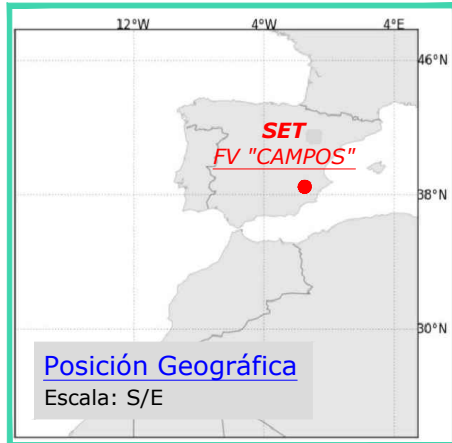 12°W 4°W 4°E
46°N
SET
FV "CAMPOS"
38°N
30°N
Posición Geográfica
Escala: S/E